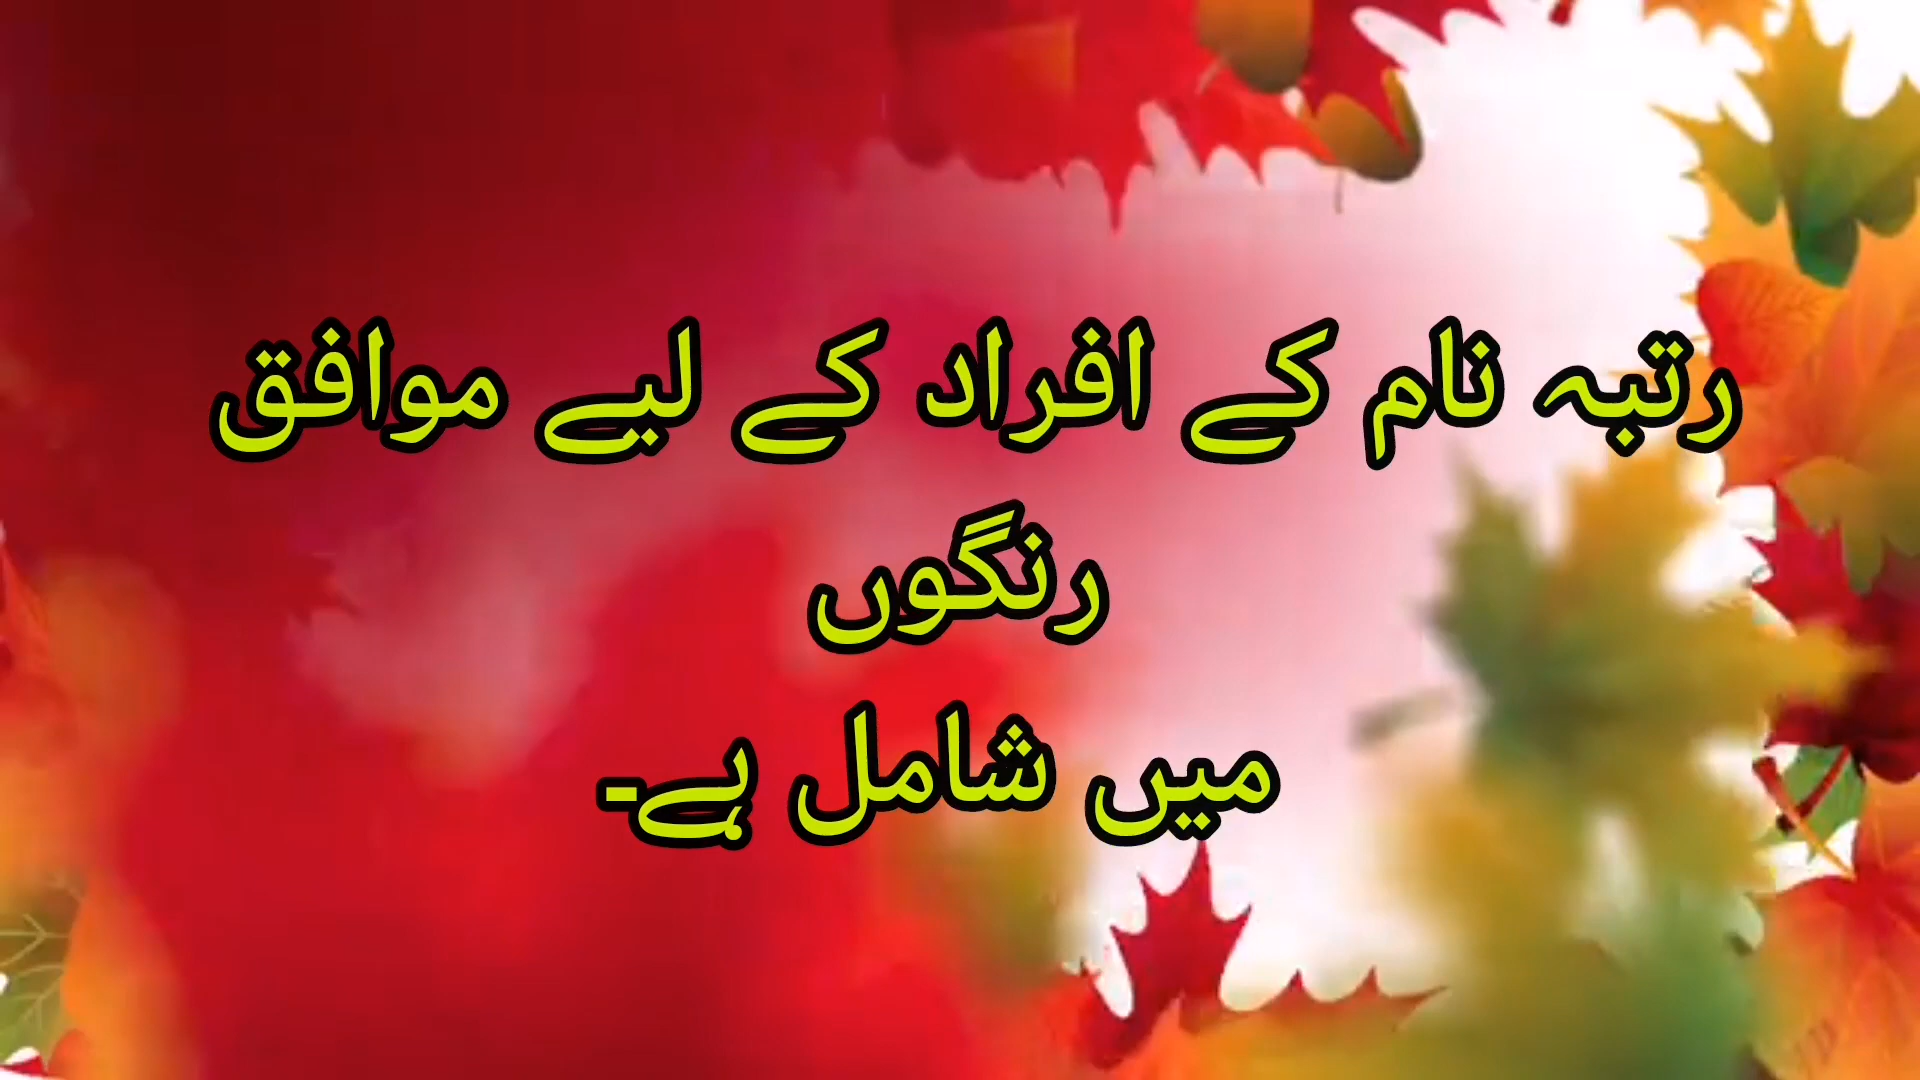 رتبہ نام کے افراد کے لیے موافق
رنگوں
میں شامل ہے۔